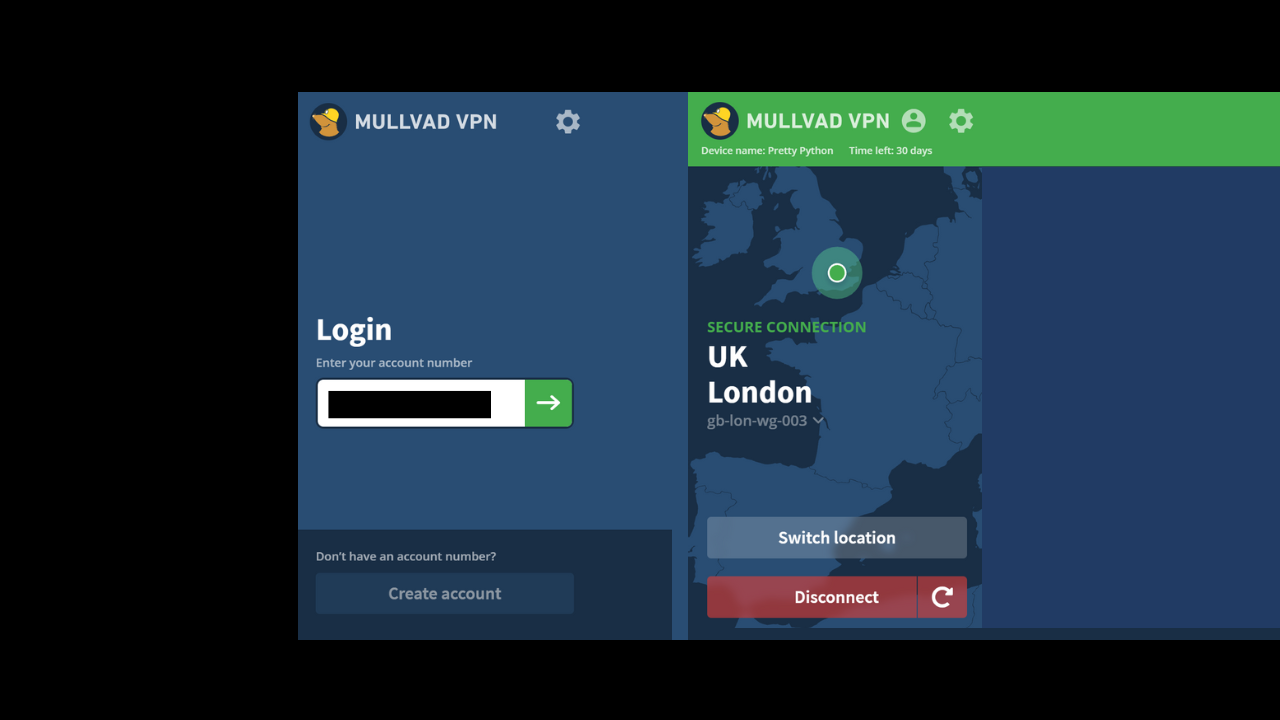 MULLVAD VPN
Login
Enter your account number
Don't have an account number?
Create account
MULLVAD VPN
Device name: Pretty Python Time left: 30 days
SECURE CONNECTION
UK
London
gb-lon-wg-003
Switch location
Disconnect